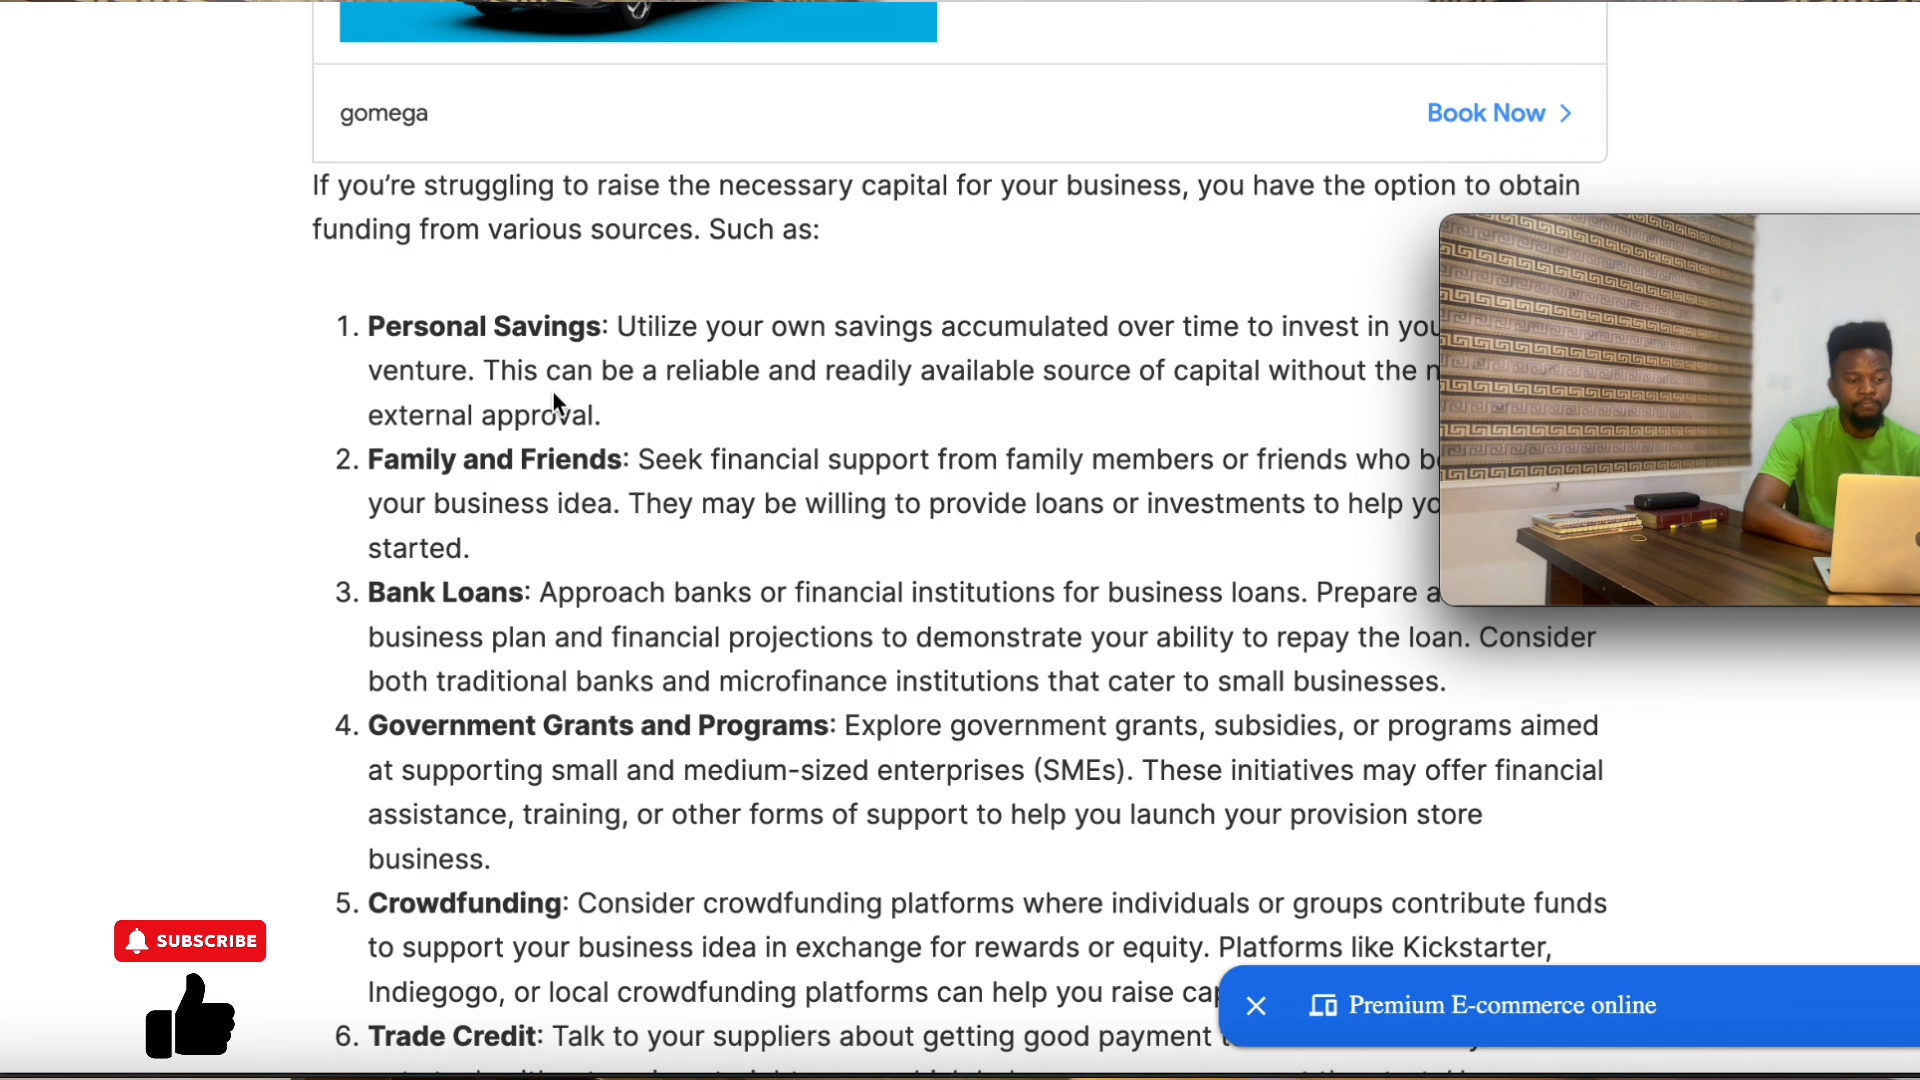 gomega
Book Now
If you’re struggling to raise the necessary capital for your business, you have the option to obtain
funding from various sources. Such as:
1. Personal Savings: Utilize your own savings accumulated over time to invest in
venture. This can be a reliable and readily available source of capital without the
external approval.
2. Family and Friends: Seek financial support from family members or friends who
your business idea. They may be willing to provide loans or investments to help
started.
3. Bank Loans: Approach banks or financial institutions for business loans. Prepare a
business plan and financial projections to demonstrate your ability to repay the loan. Consider
both traditional banks and microfinance institutions that cater to small businesses.
4. Government Grants and Programs: Explore government grants, subsidies, or programs aimed
at supporting small and medium-sized enterprises (SMEs). These initiatives may offer financial
assistance, training, or other forms of support to help you launch your provision store
business.
5. Crowdfunding: Consider crowdfunding platforms where individuals or groups contribute funds
to support your business idea in exchange for rewards or equity. Platforms like Kickstarter,
Indiegogo, or local crowdfunding platforms can help you raise
6. Trade Credit: Talk to your suppliers about getting good payment
SUBSCRIBE
Premium E-commerce online